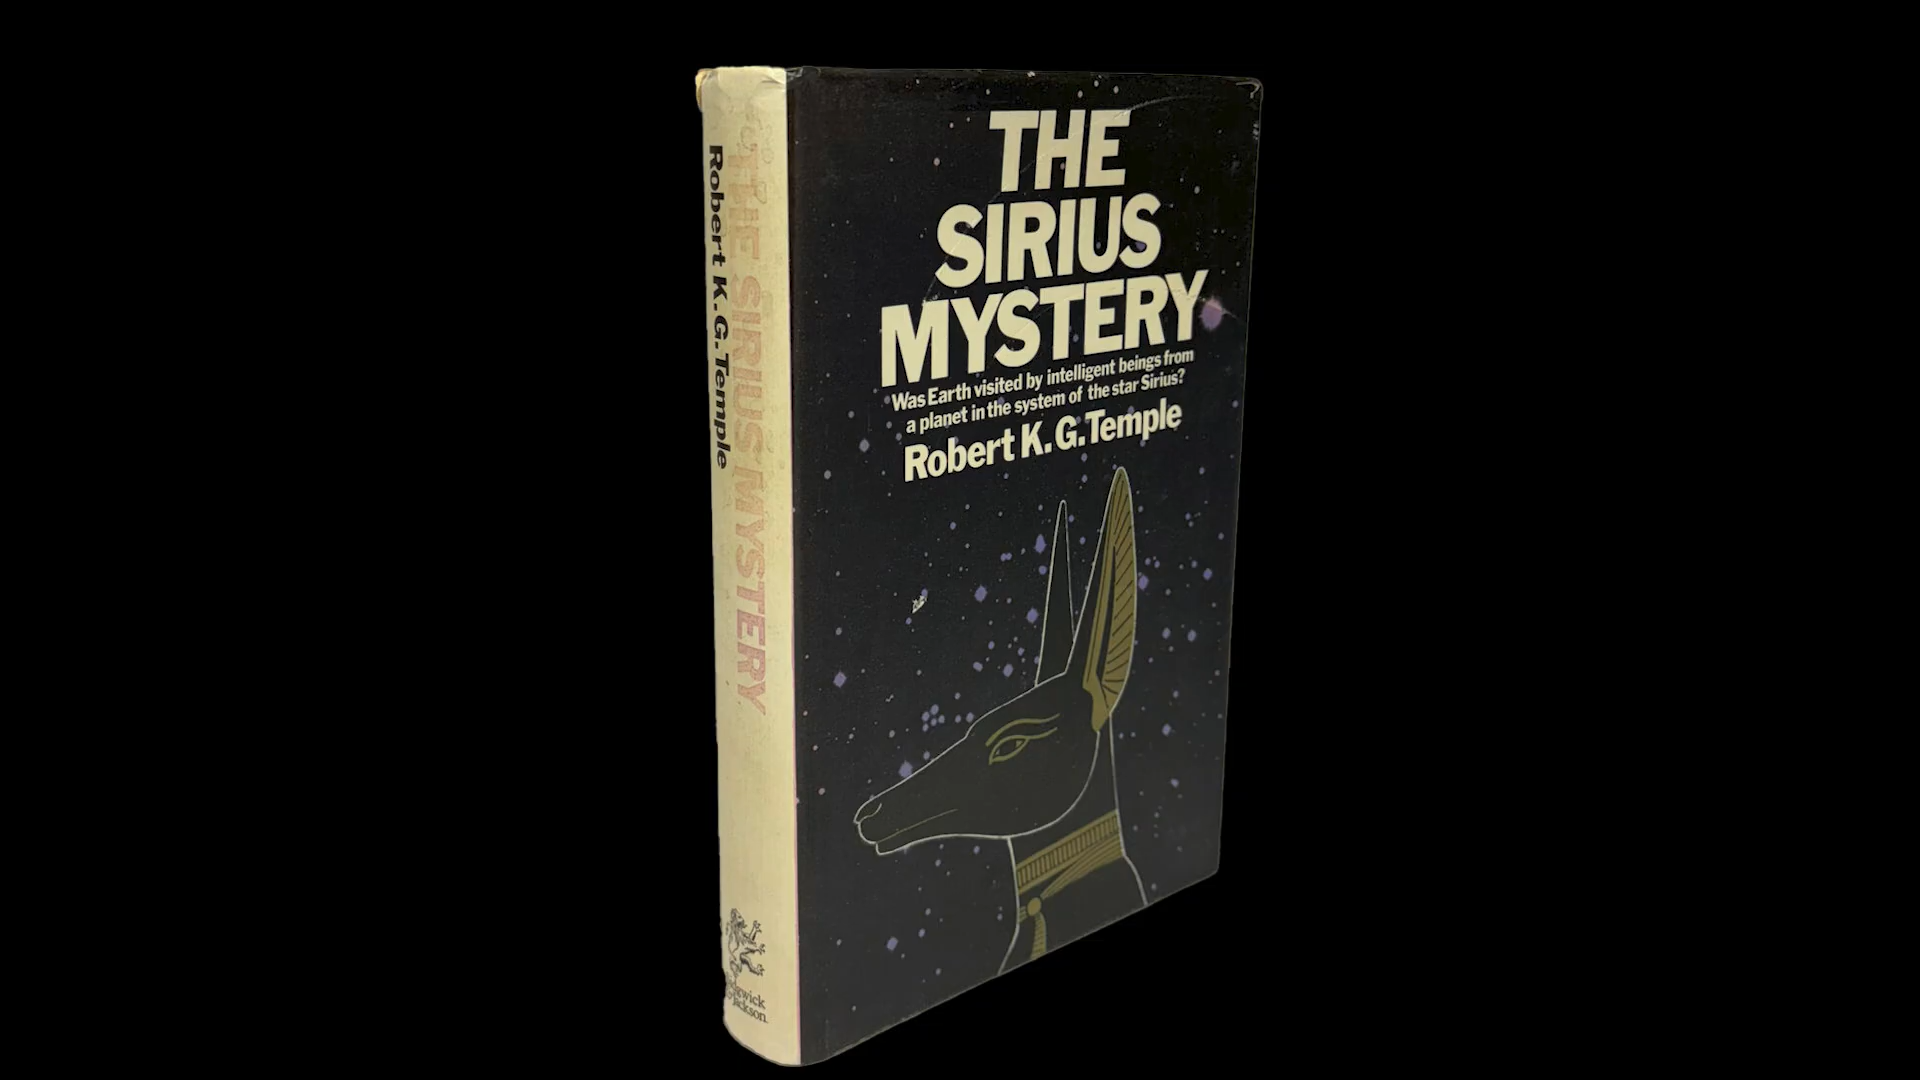 Robert K. G. Temple
THE SIRIUS MYSTERY
Jackson
THE
SIRIUS
MYSTERY
Was Earth visited by intelligent beings from
a planet in the system of the star Sirius?
Robert K. G. Temple